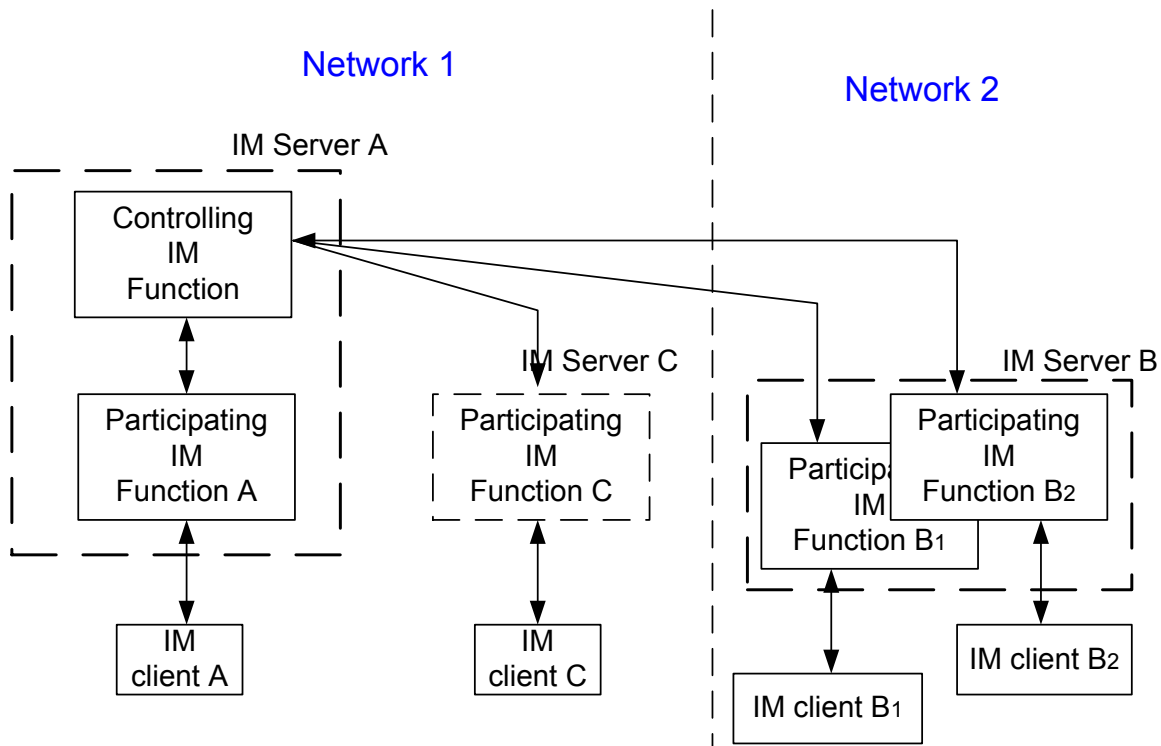 Network 1
Network 2
IM Server A
Controlling
IM
Function
IM Server C
IM Server B
Participating
IM
Function A
Participating
IM
Function C
Participating
IM
Function B2
Participa
IM
Function B1
IM
client A
IM
client C
IM client B2
IM client B1